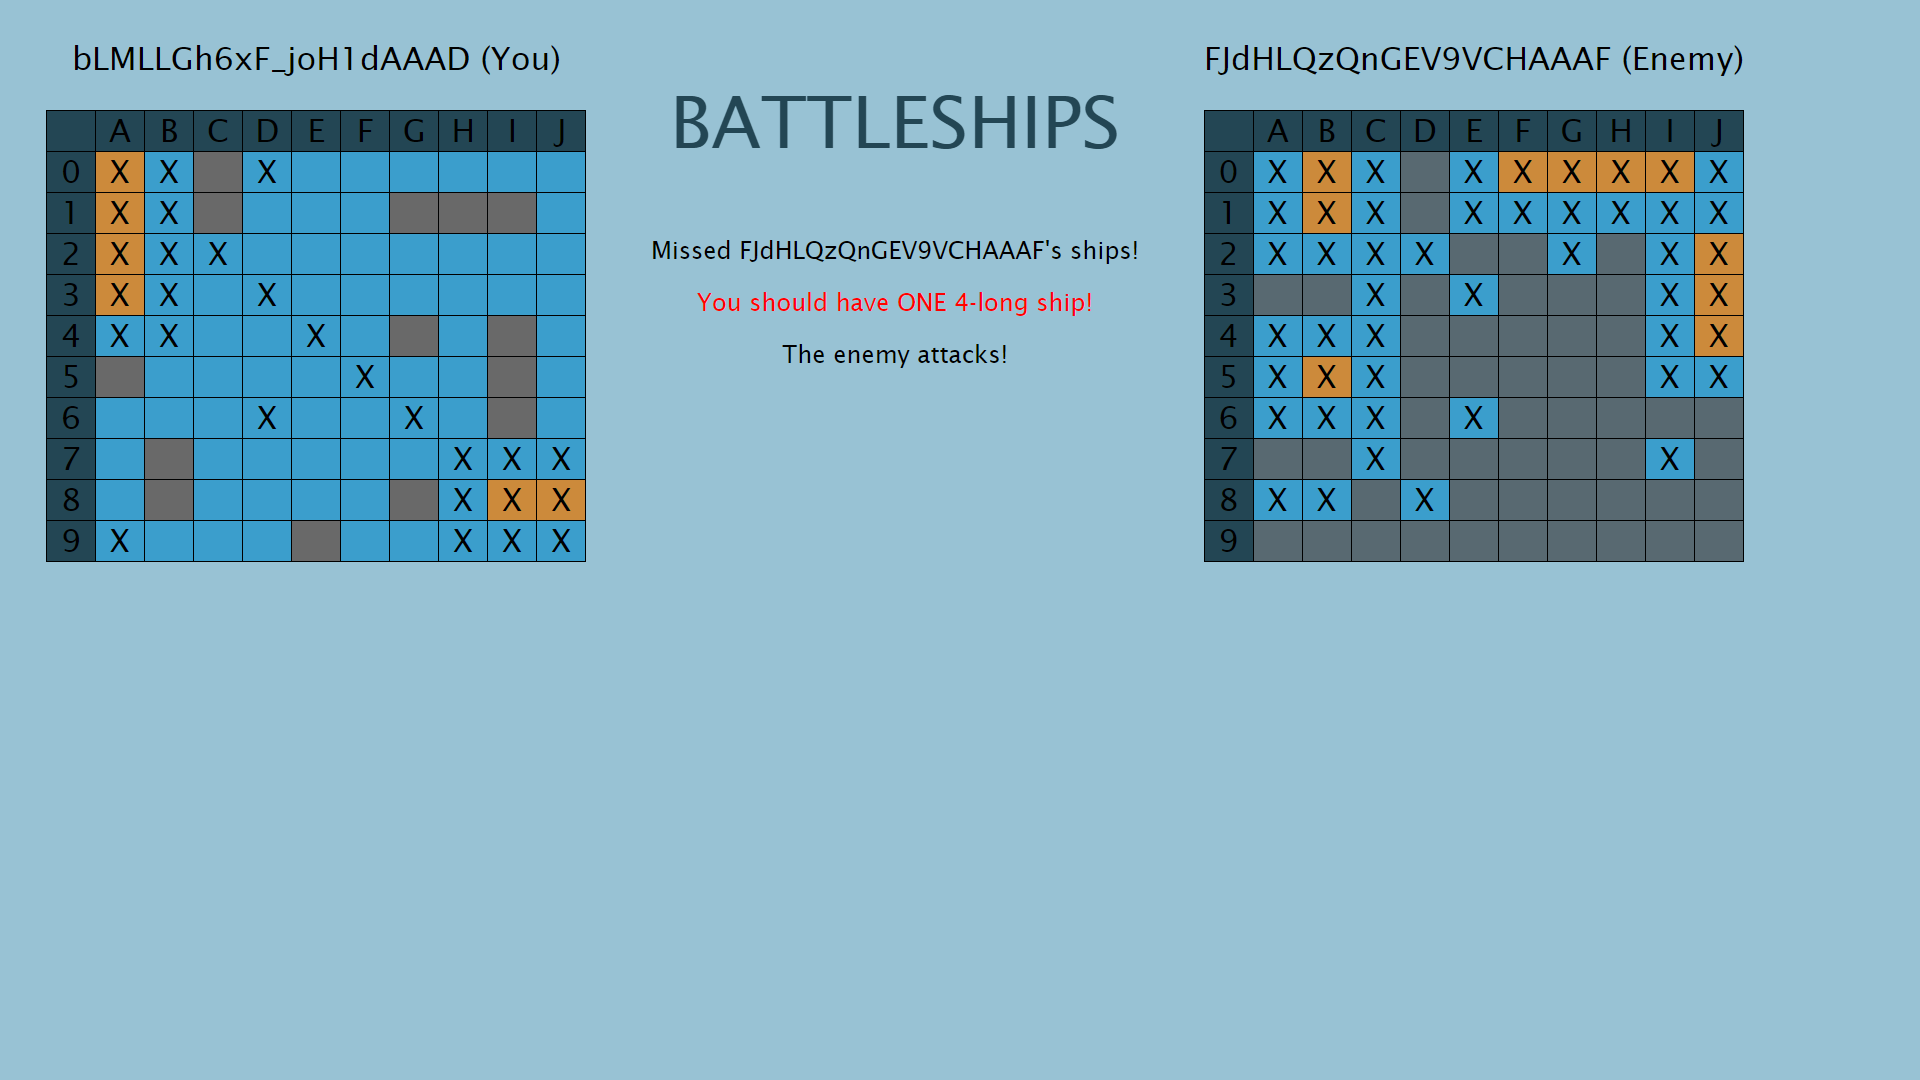 bLMLLGh6xF_joH1dAAAD (You)
A B C D E F G H I J
0 X X X
1 X X
2 X X X
3 X X X
4 X X X
5 X
6 X X
7 X X X
8 X X X
9 X X X X
BATTLESHIPS
Missed FJdHLQzQnGEV9VCHAAAF's ships!
You should have ONE 4-long ship!
The enemy attacks!
FJdHLQzQnGEV9VCHAAAF (Enemy)
A B C D E F G H I J
0 X X X X X X X X X
1 X X X X X X X X X
2 X X X X X X X
3 X X X X
4 X X X X X
5 X X X X X
6 X X X X
7 X X
8 X X X
9